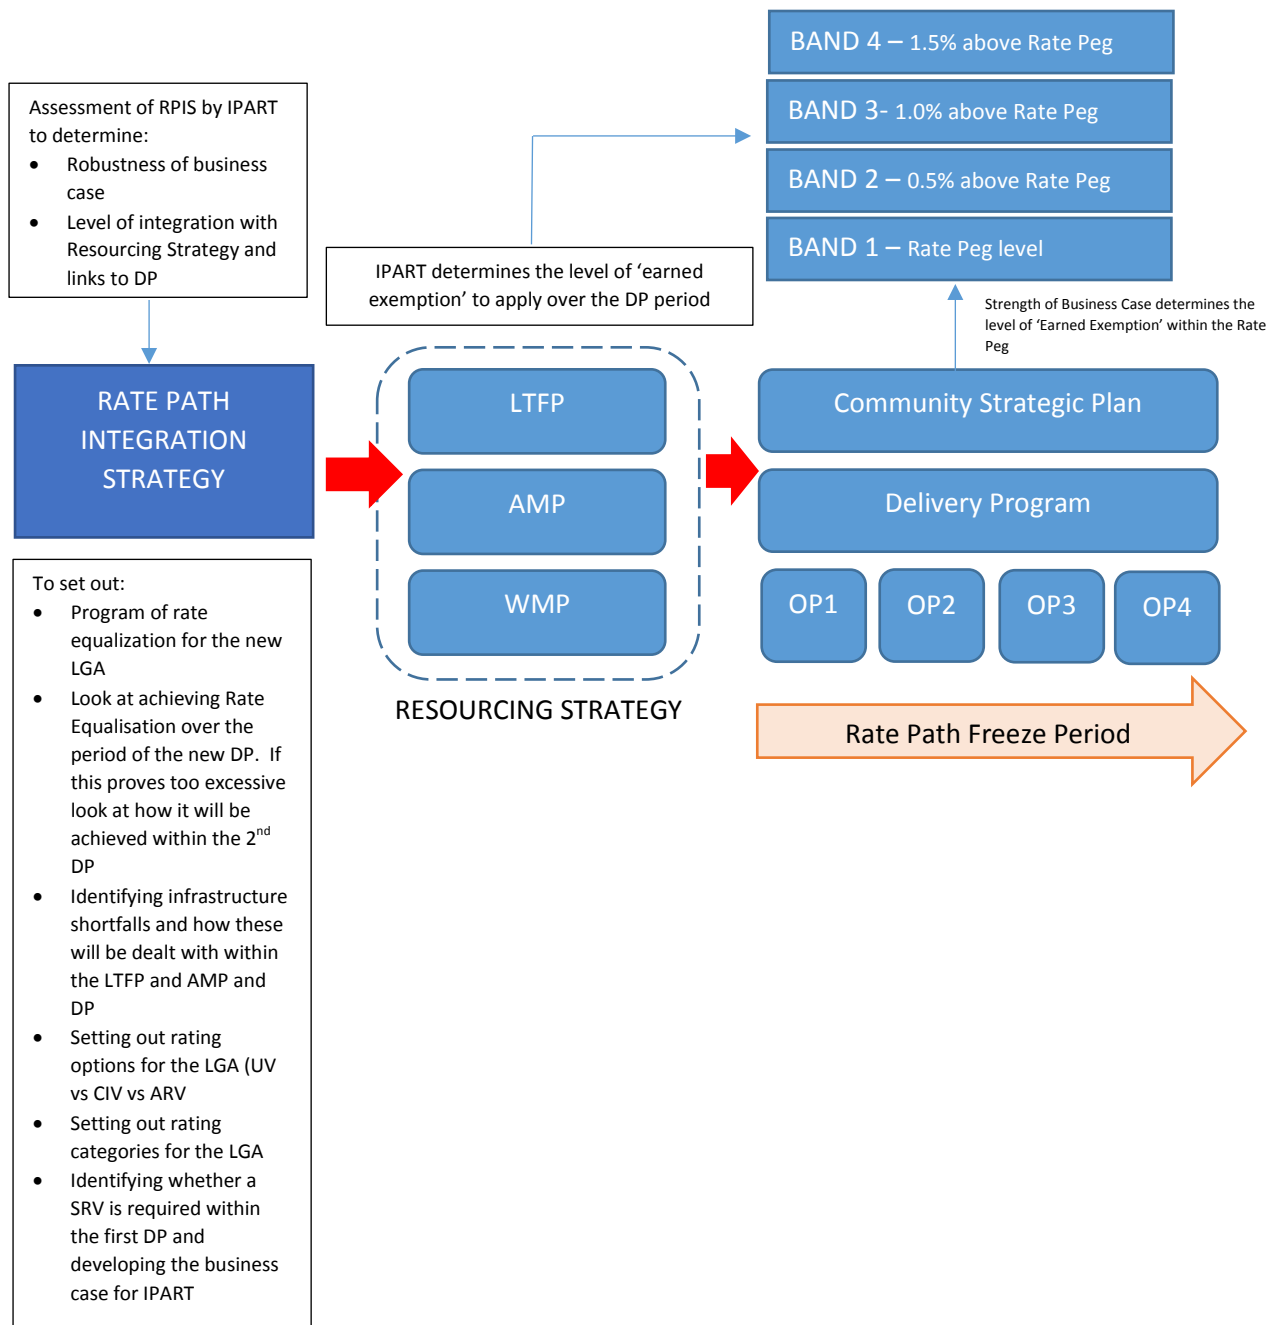 BAND 4 – 1.5% above Rate Peg
BAND 3- 1.0% above Rate Peg
BAND 2 – 0.5% above Rate Peg
BAND 1 – Rate Peg level
Assessment of RPIS by IPART
to determine:
• Robustness of business
case
• Level of integration with
Resourcing Strategy and
links to DP
IPART determines the level of ‘earned
exemption’ to apply over the DP period
Strength of Business Case determines the
level of ‘Earned Exemption’ within the Rate
Peg
RATE PATH
INTEGRATION
STRATEGY
LTFP
AMP
WMP
RESOURCING STRATEGY
Community Strategic Plan
Delivery Program
OP1 OP2 OP3 OP4
Rate Path Freeze Period
To set out:
• Program of rate
equalization for the new
LGA
• Look at achieving Rate
Equalisation over the
period of the new DP. If
this proves too excessive
look at how it will be
achieved within the 2nd
DP
• Identifying infrastructure
shortfalls and how these
will be dealt with within
the LTFP and AMP and
DP
• Setting out rating
options for the LGA (UV
vs CIV vs ARV
• Setting out rating
categories for the LGA
• Identifying whether a
SRV is required within
the first DP and
developing the business
case for IPART